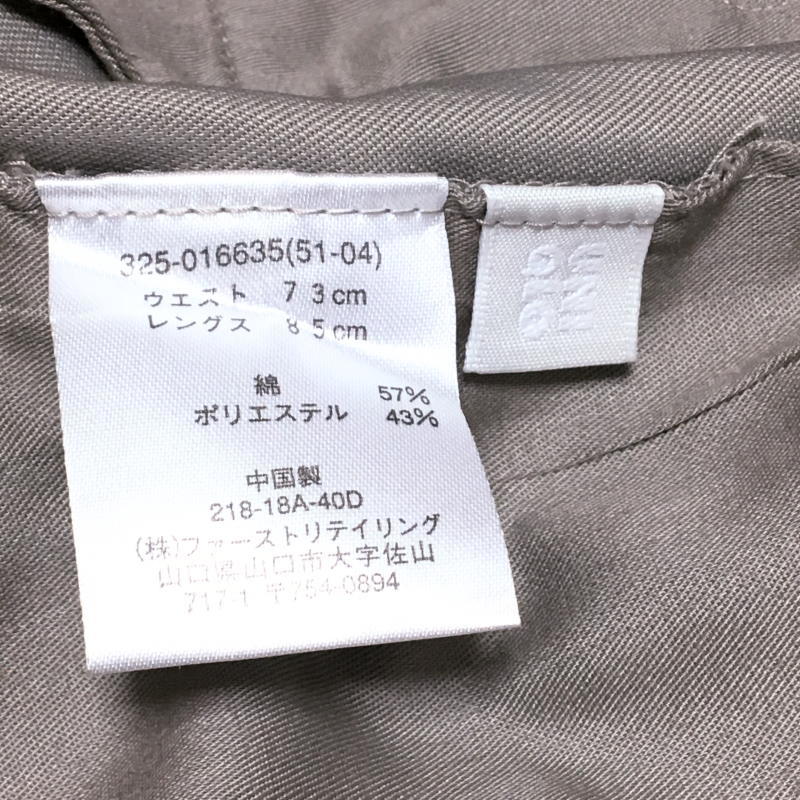 325-016635(51-04)
ウエスト 73cm
レングス 85cm
綿 57%
ポリエステル 43%
中国製
218-18A-40D
(株)ファーストリテイリング
山口県山口市大字佐山
717-1 〒754-0894